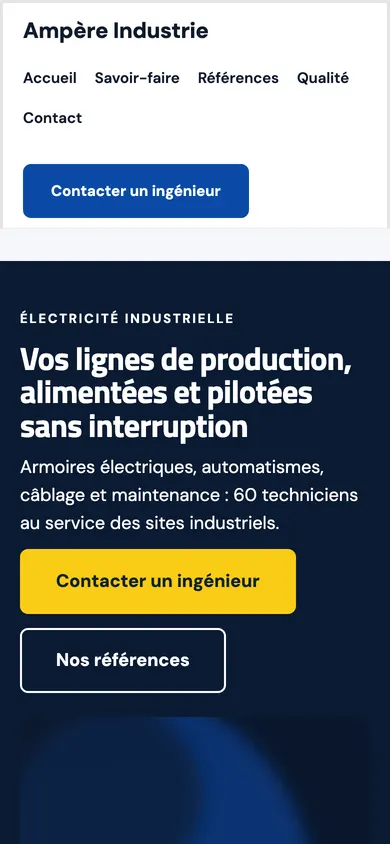 Ampère Industrie
Accueil Savoir-faire Références Qualité
Contact
Contacter un ingénieur
ÉLECTRICITÉ INDUSTRIELLE
Vos lignes de production,
alimentées et pilotées
sans interruption
Armoires électriques, automatismes,
câblage et maintenance : 60 techniciens
au service des sites industriels.
Contacter un ingénieur
Nos références